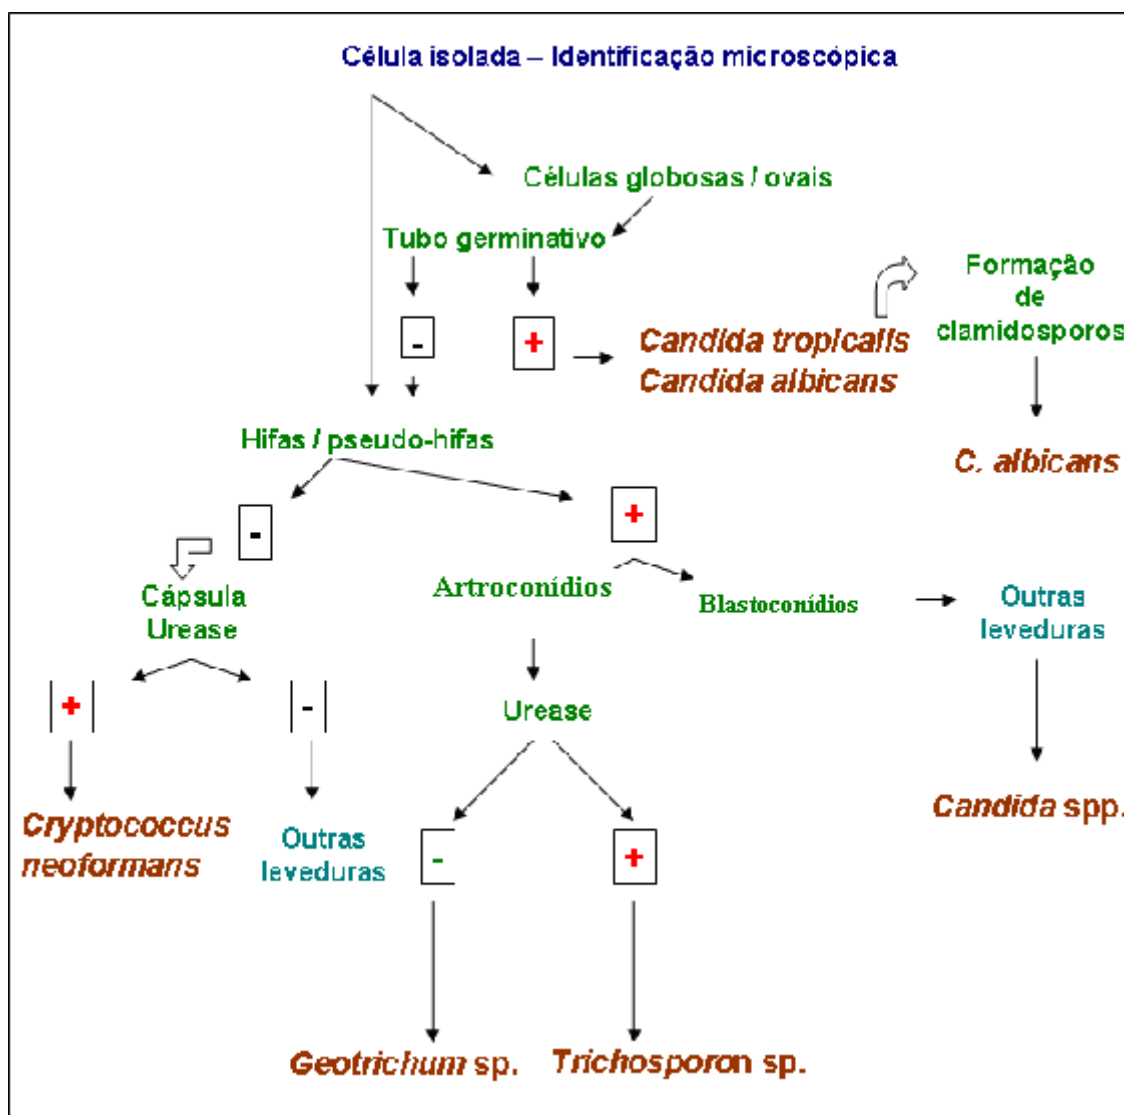 Célula isolada – Identificação microscópica
Células globosas / ovais
Tubo germinativo
Formação
de
clamidosporos
-
+
Candida tropicalis
Candida albicans
Hifas / pseudo-hifas
C. albicans
-
+
Cápsula
Urease
Artroconídios
Blastoconídios
Outras
leveduras
+
-
Urease
Cryptococcus
neoformans
Outras
leveduras
-
+
Candida spp.
Geotrichum sp.
Trichosporon sp.